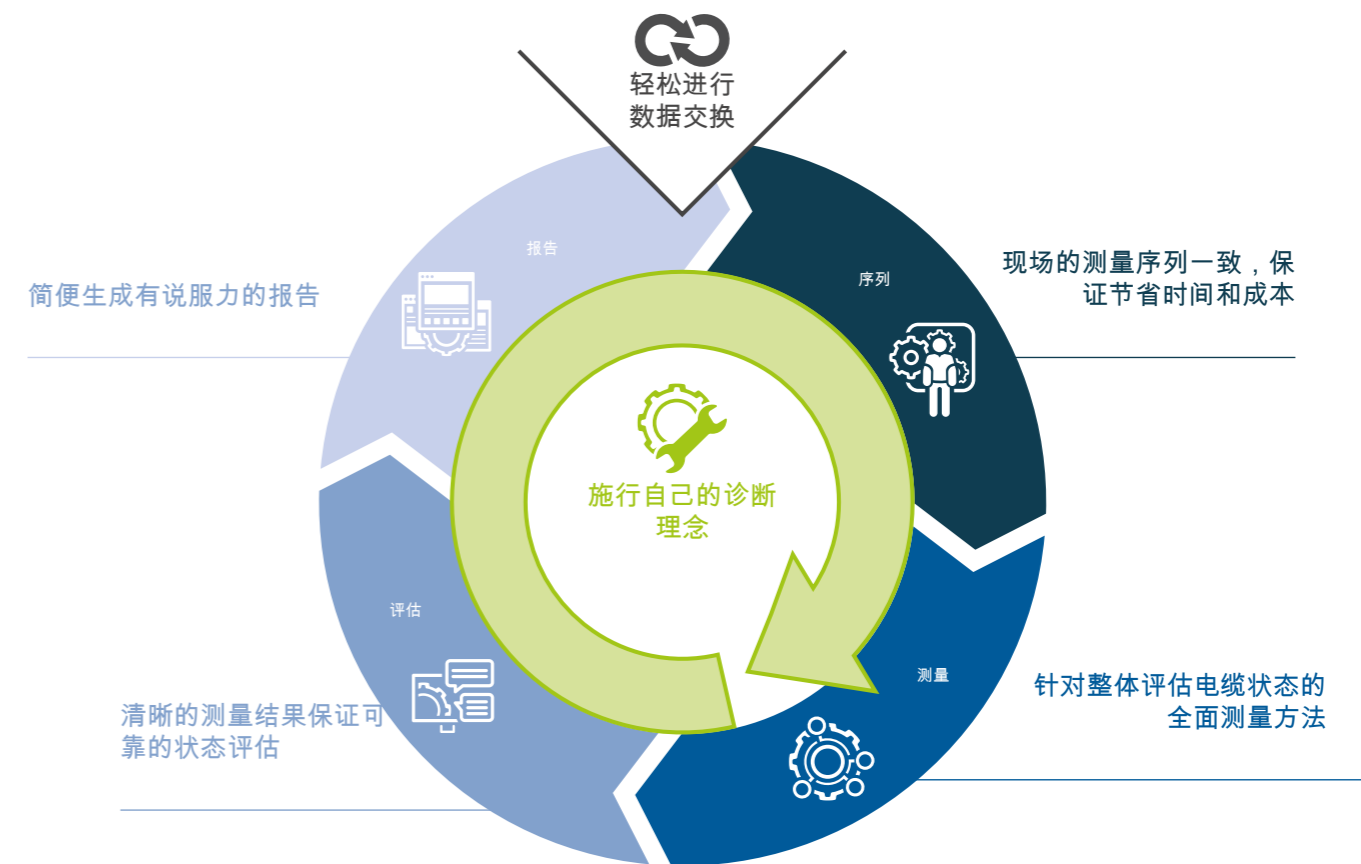 轻松进行
数据交换
报告
简便生成有说服力的报告
序列
现场的测量序列一致，保
证节省时间和成本
施行自己的诊断
理念
评估
清晰的测量结果保证可
靠的状态评估
测量
针对整体评估电缆状态的
全面测量方法